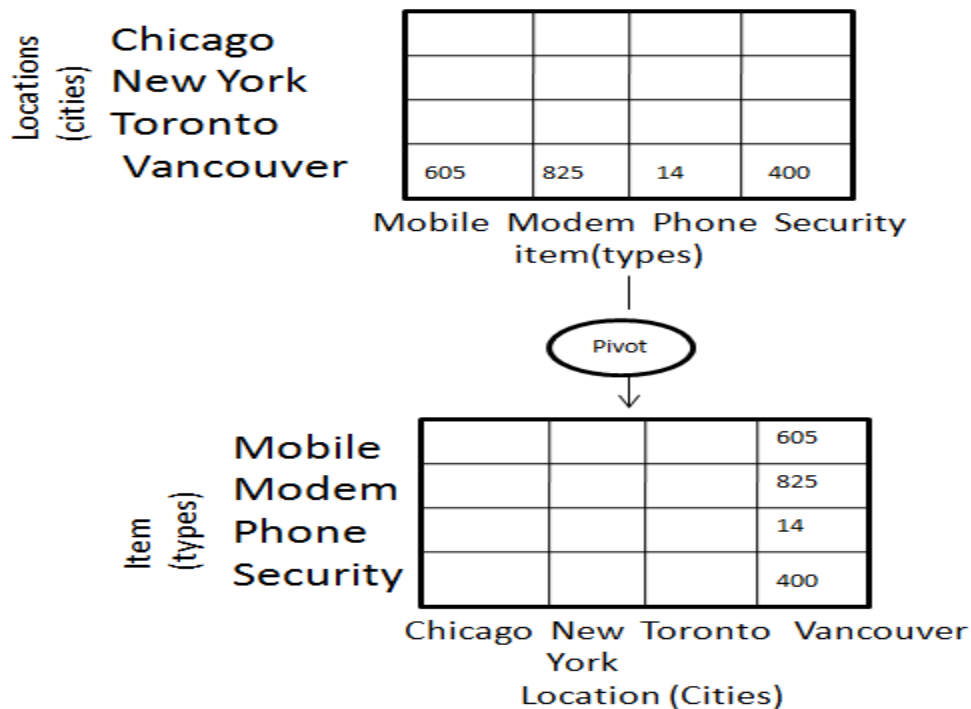 Locations
(cities)
Chicago
New York
Toronto
Vancouver
605 825 14 400
Mobile Modem Phone Security
item(types)
Pivot
Item
(types)
Mobile
Modem
Phone
Security
605
825
14
400
Chicago New Toronto Vancouver
York
Location (Cities)